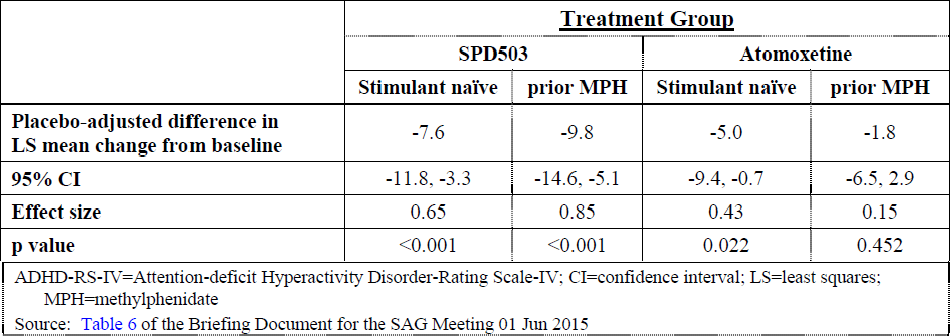 Treatment Group
SPD503 Atomoxetine
Stimulant naïve prior MPH Stimulant naïve prior MPH
Placebo-adjusted difference in
LS mean change from baseline -7.6 -9.8 -5.0 -1.8
95% CI -11.8, -3.3 -14.6, -5.1 -9.4, -0.7 -6.5, 2.9
Effect size 0.65 0.85 0.43 0.15
p value <0.001 <0.001 0.022 0.452
ADHD-RS-IV=Attention-deficit Hyperactivity Disorder-Rating Scale-IV; CI=confidence interval; LS=least squares;
MPH=methylphenidate
Source: Table 6 of the Briefing Document for the SAG Meeting 01 Jun 2015